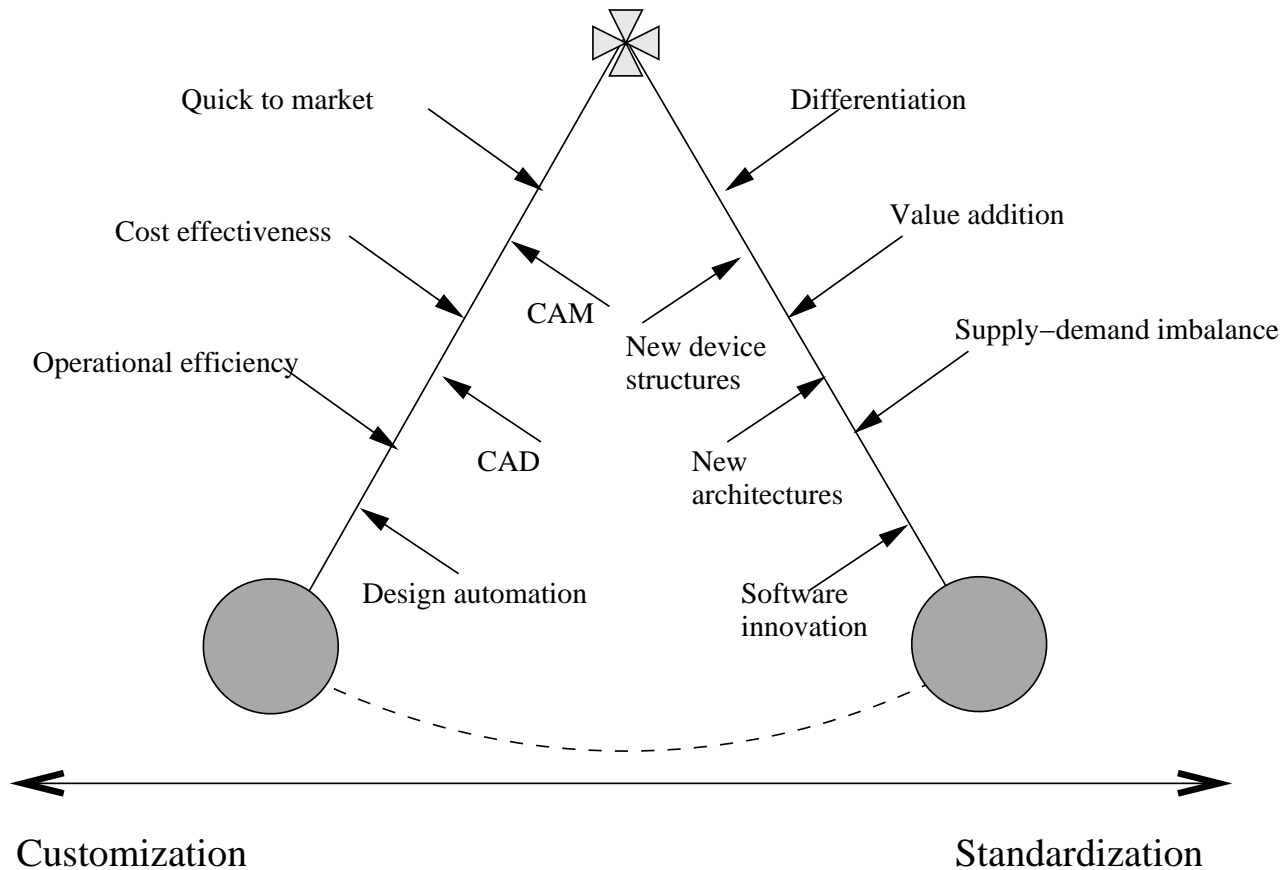 Quick to market
Differentiation
Cost effectiveness
Value addition
CAM
New device
structures
Supply−demand imbalance
Operational efficiency
CAD
New
architectures
Design automation
Software
innovation
Customization
Standardization